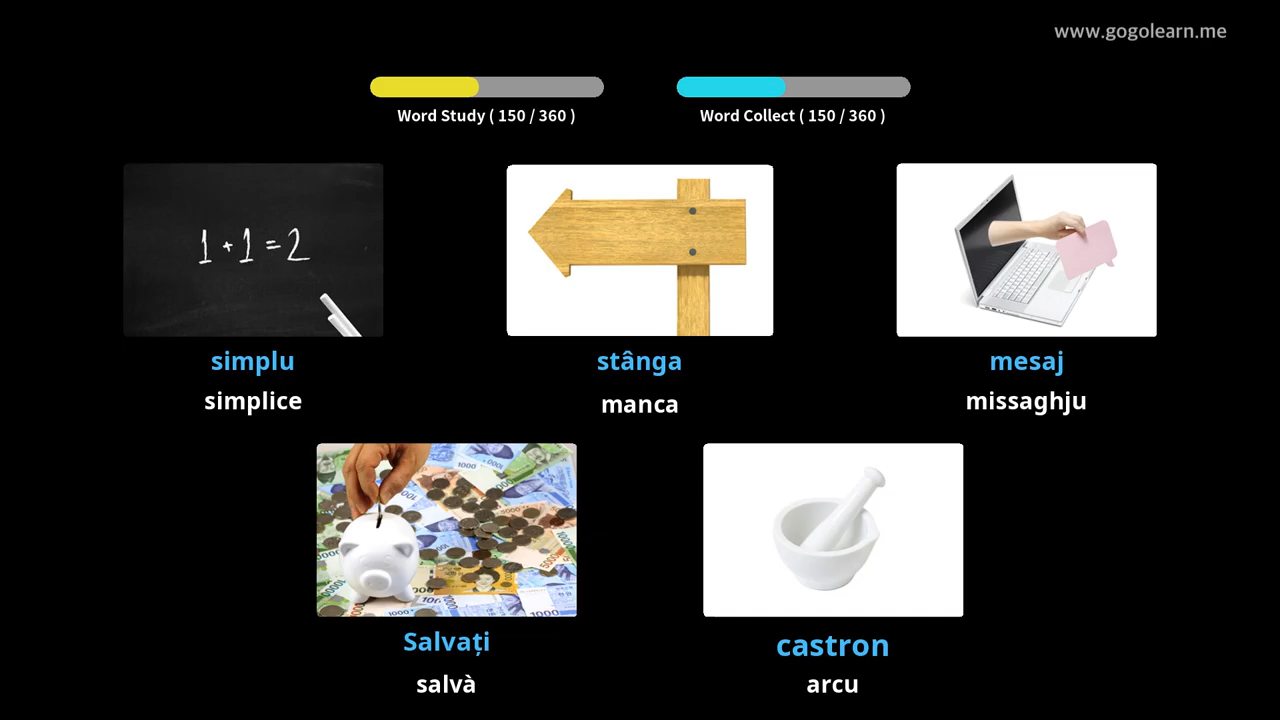 www.gogolearn.me
Word Study ( 150 / 360 )
Word Collect ( 150 / 360 )
1 + 1 = 2
simplu
simplice
stânga
manca
mesaj
missaghju
Salvați
salvà
castron
arcu